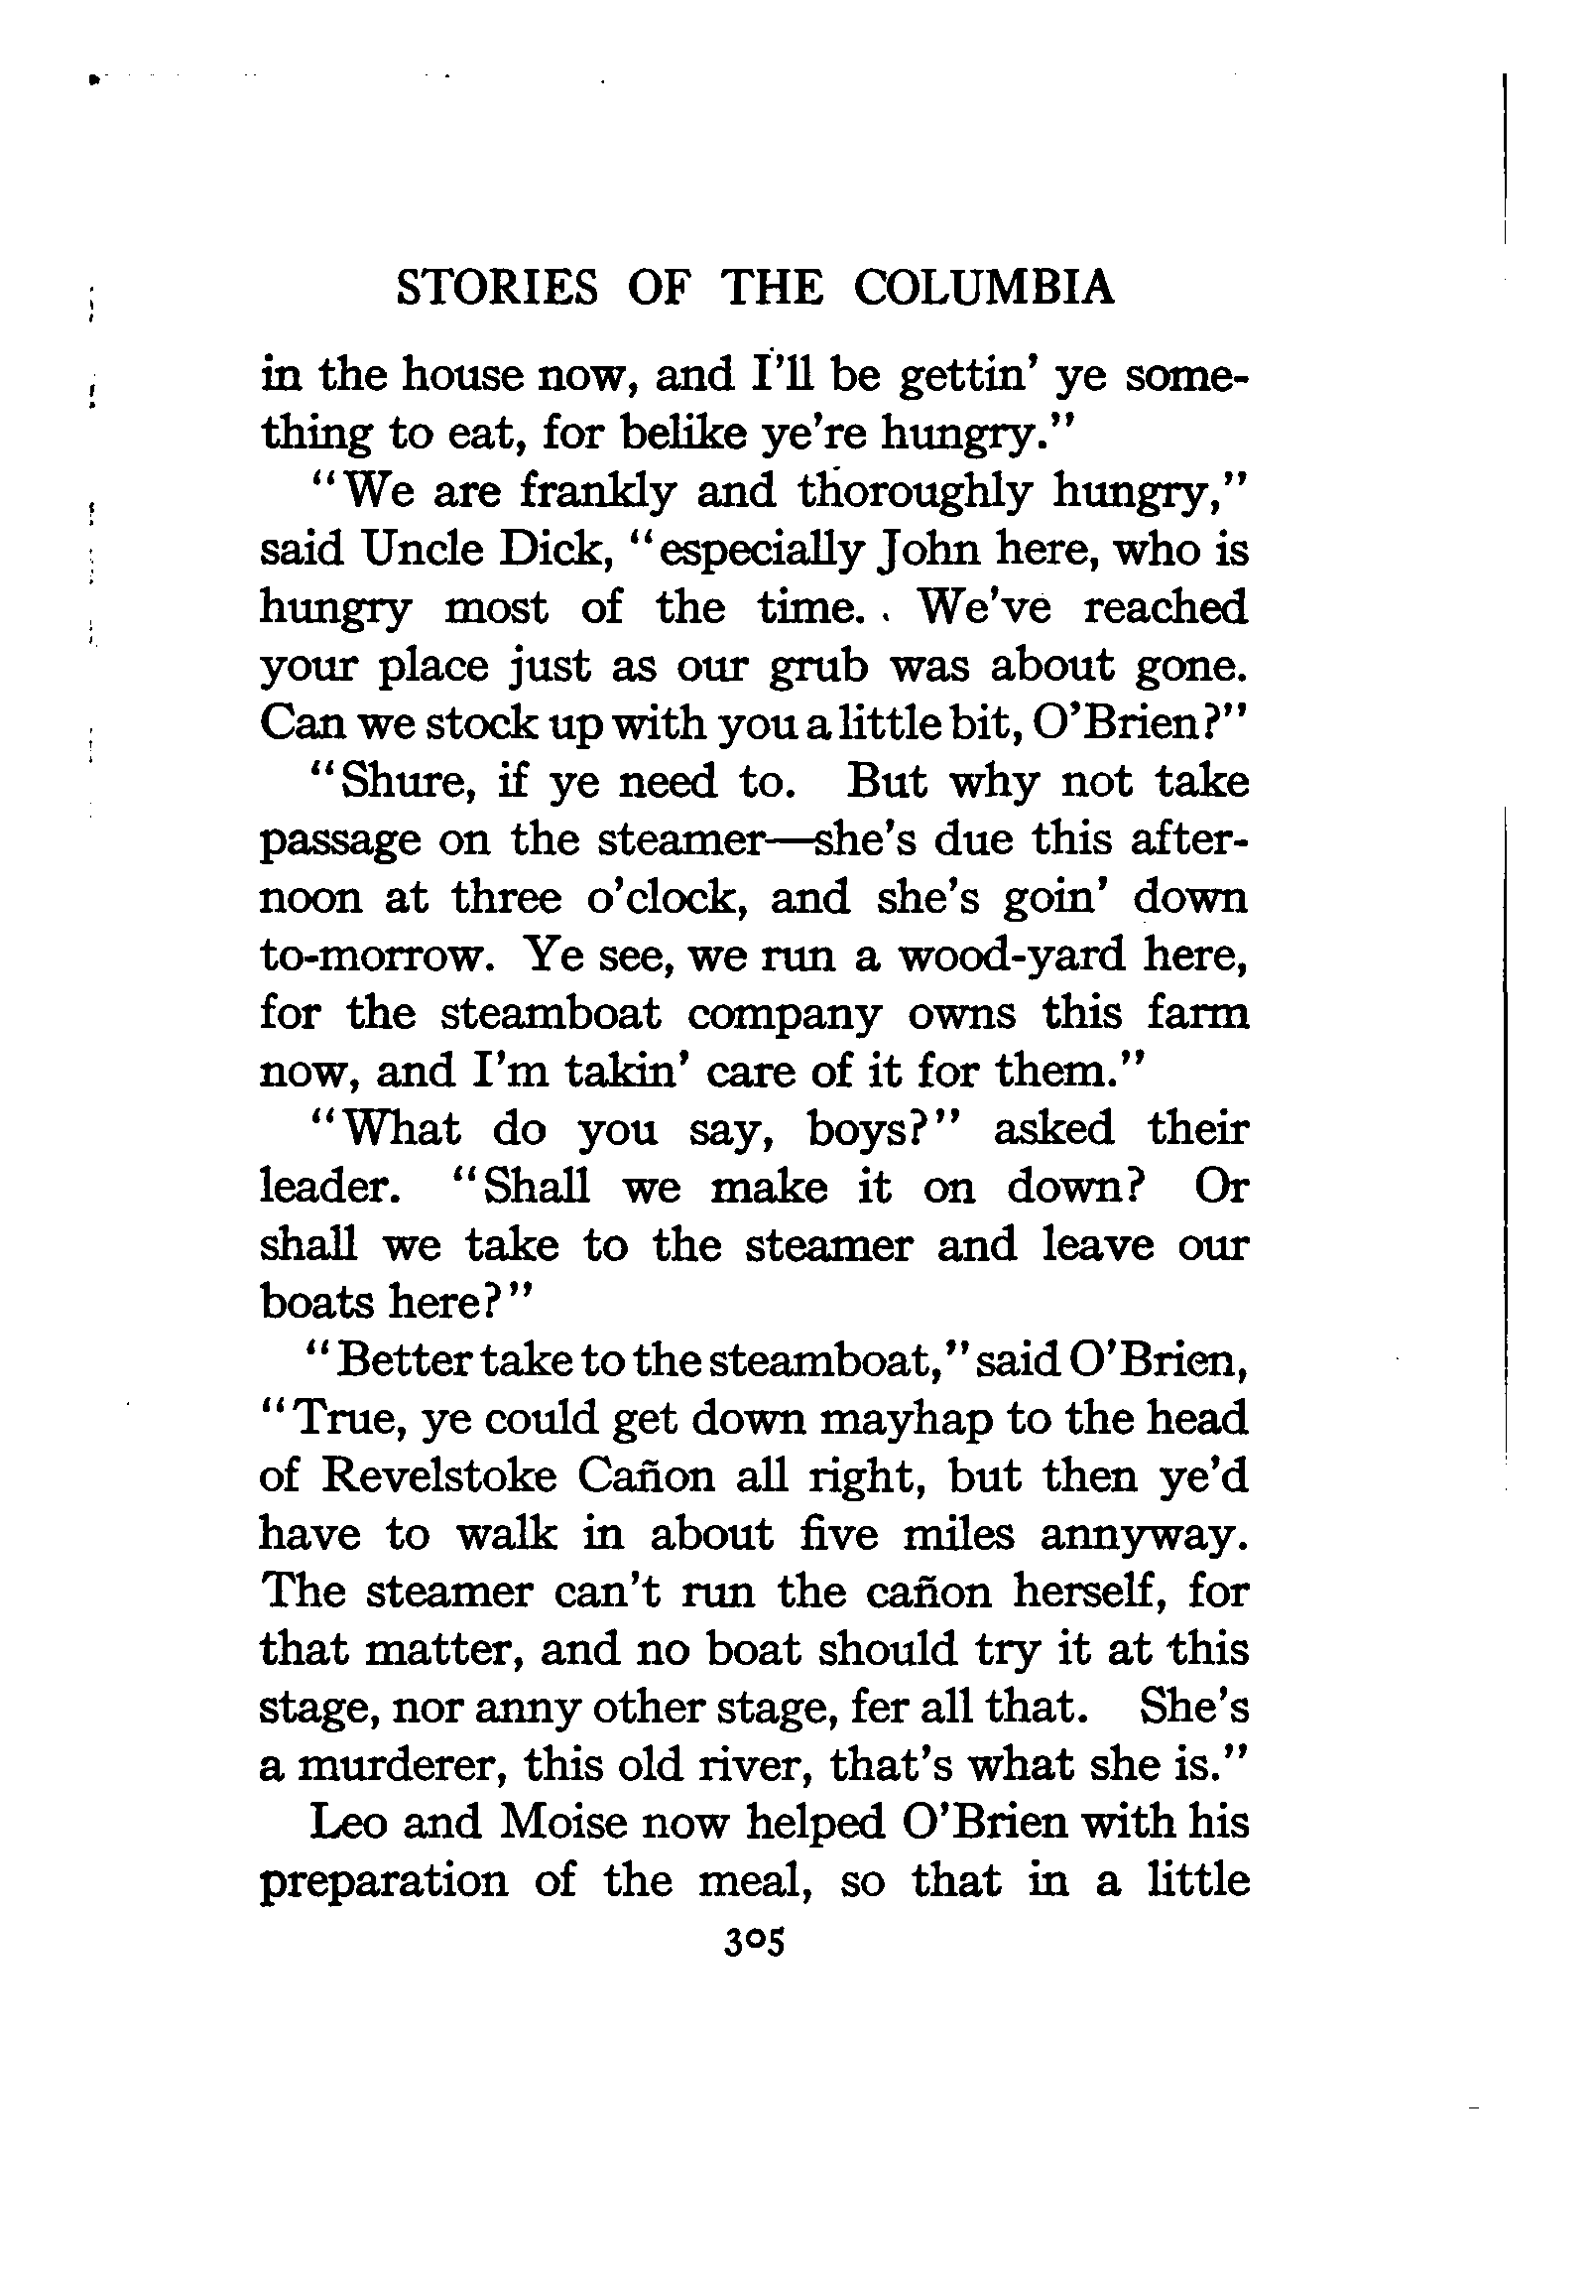 STORIES OF THE COLUMBIA
in the house now, and I'll be gettin' ye some-
thing to eat, for belike ye're hungry."
"We are frankly and thoroughly hungry,"
said Uncle Dick, "especially John here, who is
hungry most of the time. We've reached
your place just as our grub was about gone.
Can we stock up with you a little bit, O'Brien?"
"Shure, if ye need to. But why not take
passage on the steamer—she's due this after-
noon at three o'clock, and she's goin' down
to-morrow. Ye see, we run a wood-yard here,
for the steamboat company owns this farm
now, and I'm takin' care of it for them."
"What do you say, boys?" asked their
leader. "Shall we make it on down? Or
shall we take to the steamer and leave our
boats here?"
"Better take to the steamboat," said O'Brien,
"True, ye could get down mayhap to the head
of Revelstoke Cañon all right, but then ye'd
have to walk in about five miles annyway.
The steamer can't run the cañon herself, for
that matter, and no boat should try it at this
stage, nor anny other stage, fer all that. She's
a murderer, this old river, that's what she is."
Leo and Moise now helped O'Brien with his
preparation of the meal, so that in a little
305